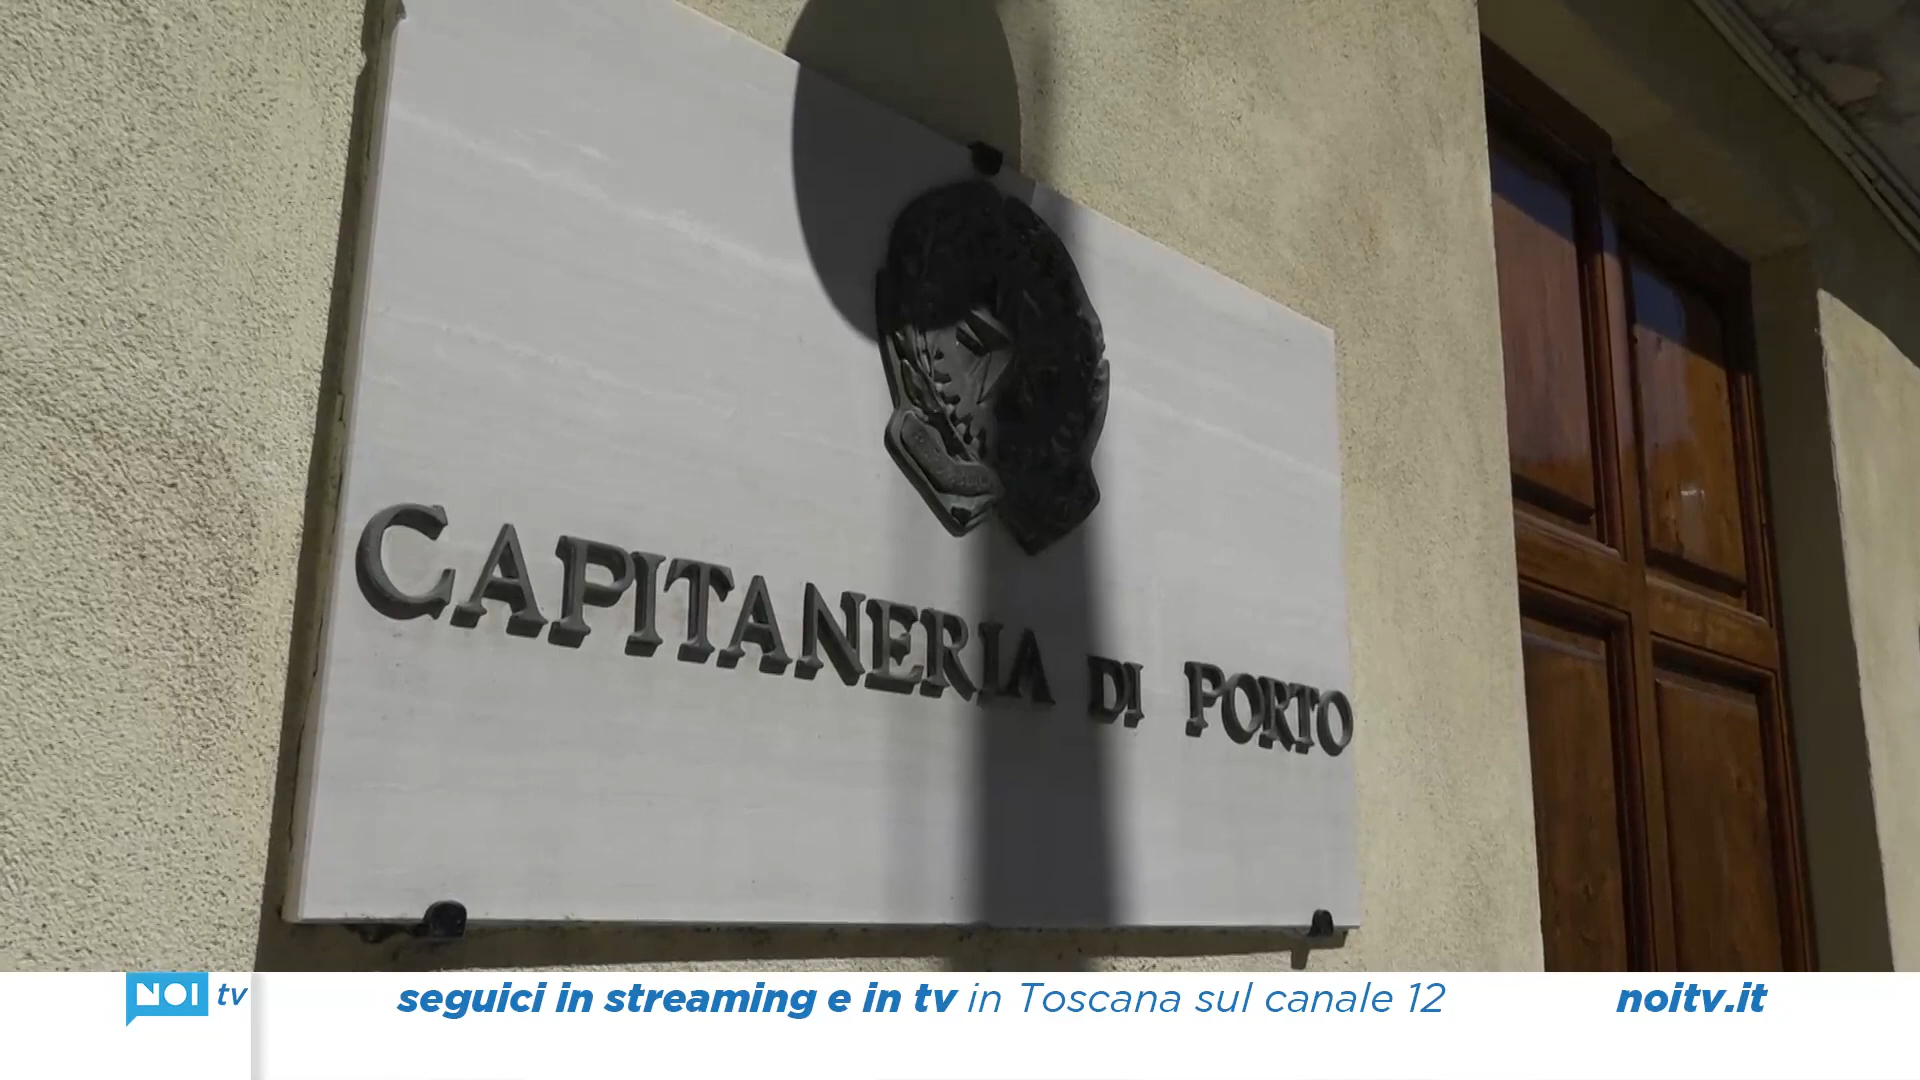 CAPITANERIA DI PORTO
NOI tv
seguici in streaming e in tv in Toscana sul canale 12
noitv.it